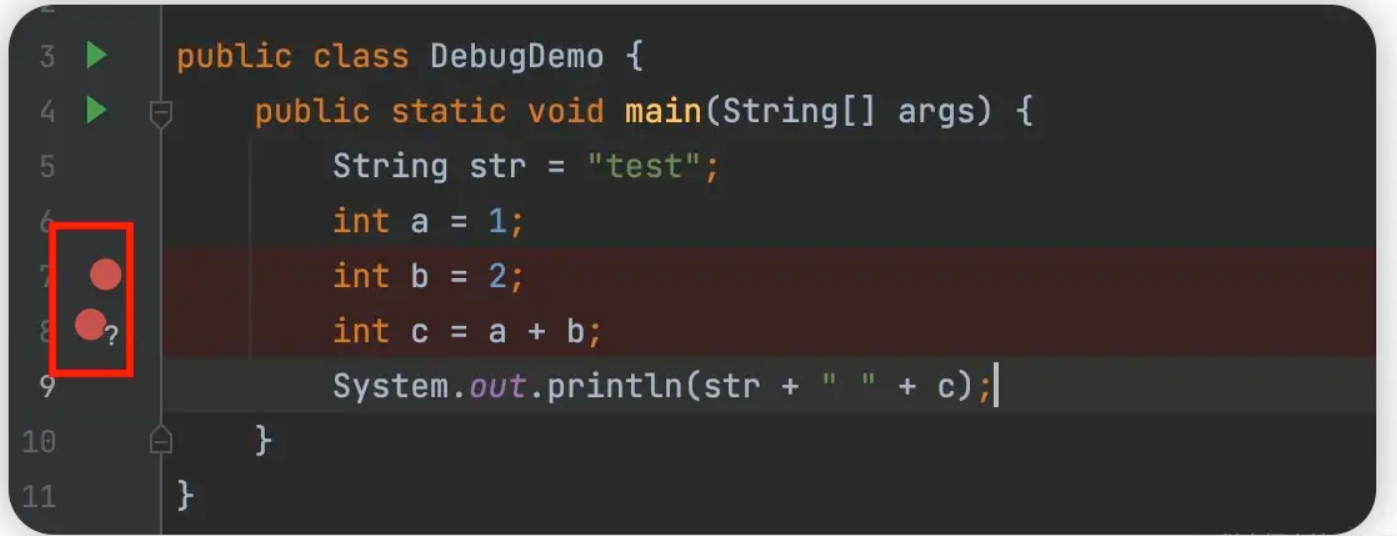 3 public class DebugDemo {
4 public static void main(String[] args) {
5 String str = "test";
6 int a = 1;
7 int b = 2;
8 ? int c = a + b;
9 System.out.println(str + " " + c);
10 }
11 }